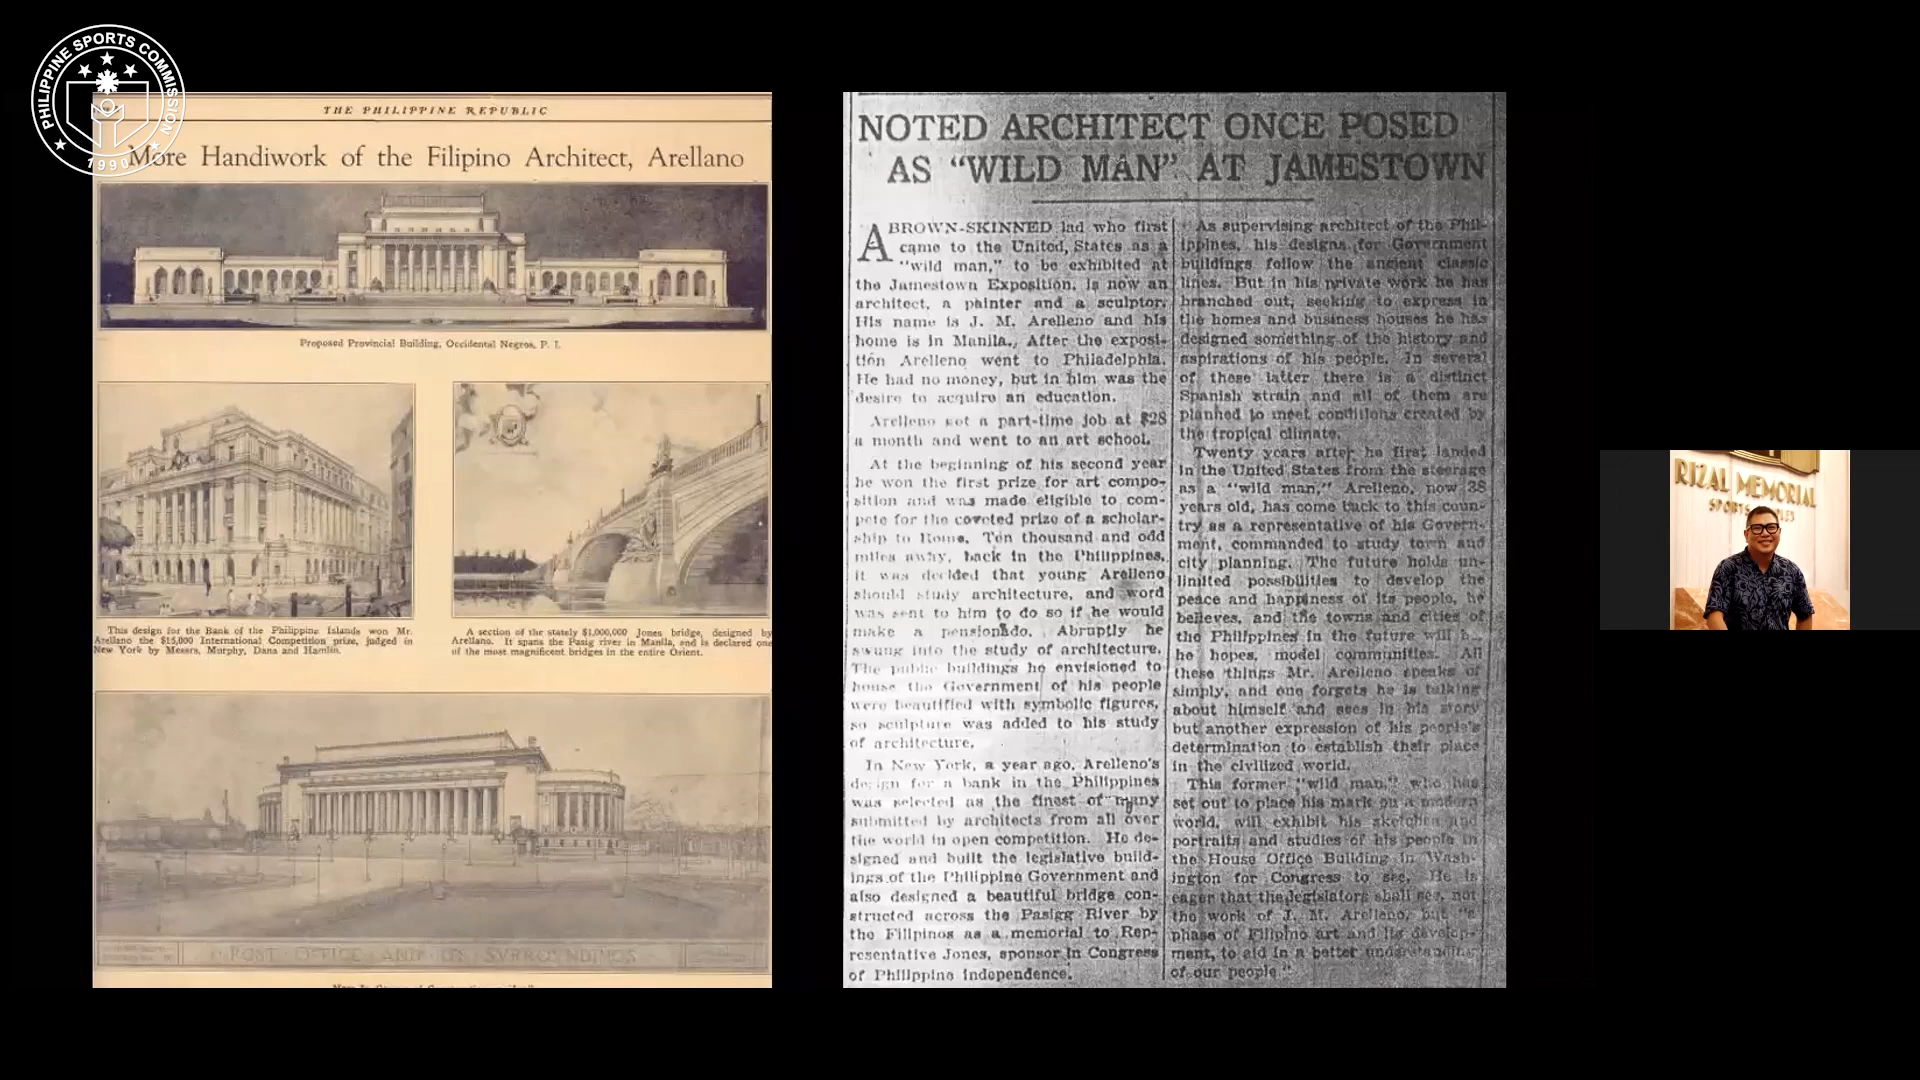 PHILIPPINE SPORTS COMMISSION
1990
THE PHILIPPINE REPUBLIC
More Handiwork of the Filipino Architect, Arellano
Proposed Provincial Building, Occidental Negros, P. I.
This design for the Bank of the Philippine Islands won Mr.
Arellano the $15,000 International Competition prize, judged in
New York by Messrs. Murphy, Dana and Hamlin.
A section of the stately $1,000,000 Jones bridge, designed by
Arellano. It spans the Pasig river in Manila, and is declared one
of the most magnificent bridges in the entire Orient.
POST OFFICE AND ITS SVRROVNDINGS
NOTED ARCHITECT ONCE POSED
AS "WILD MAN" AT JAMESTOWN
A BROWN-SKINNED lad who first
came to the United States as a
"wild man," to be exhibited at
the Jamestown Exposition, is now an
architect, a painter and a sculptor.
His name is J. M. Arelleno and his
home is in Manila. After the exposi-
tion Arelleno went to Philadelphia.
He had no money, but in him was the
desire to acquire an education.
Arelleno got a part-time job at $28
a month and went to an art school.
At the beginning of his second year
he won the first prize for art compo-
sition and was made eligible to com-
pete for the coveted prize of a scholar-
ship to Rome. Ten thousand and odd
miles away, back in the Philippines,
it was decided that young Arelleno
should study architecture, and word
was sent to him to do so if he would
make a pensionado. Abruptly he
swung into the study of architecture.
The public buildings he envisioned to
house the Government of his people
were beautified with symbolic figures,
so sculpture was added to his study
of architecture.
In New York, a year ago, Arelleno's
design for a bank in the Philippines
was selected as the finest of many
submitted by architects from all over
the world in open competition. He de-
signed and built the legislative build-
ings of the Philippine Government and
also designed a beautiful bridge con-
structed across the Pasigg River by
the Filipinos as a memorial to Rep-
resentative Jones, sponsor in Congress
of Philippine independence.
As supervising architect of the Phil-
ippines, his designs for Government
buildings follow the ancient classic
lines. But in his private work he has
branched out, seeking to express in
the homes and business houses he has
designed something of the history and
aspirations of his people. In several
of these latter there is a distinct
Spanish strain and all of them are
planned to meet conditions created by
the tropical climate.
Twenty years after he first landed
in the United States from the steerage
as a "wild man," Arelleno, now 38
years old, has come back to this coun-
try as a representative of his Govern-
ment, commanded to study town and
city planning. The future holds un-
limited possibilities to develop the
peace and happiness of its people, he
believes, and the towns and cities of
the Philippines in the future will
he hopes, model communities. All
these things Mr. Arelleno speaks of
simply, and one forgets he is talking
about himself and sees in his story
but another expression of his people's
determination to establish their place
in the civilized world.
This former "wild man," who has
set out to place his mark on a modern
world, will exhibit his sketches and
portraits and studies of his people in
the House Office Building in Wash-
ington for Congress to see. He is
eager that the legislators shall see, not
the work of J. M. Arelleno, but "a
phase of Filipino art and its develop-
ment, to aid in a better understanding
of our people."
RIZAL MEMORIAL